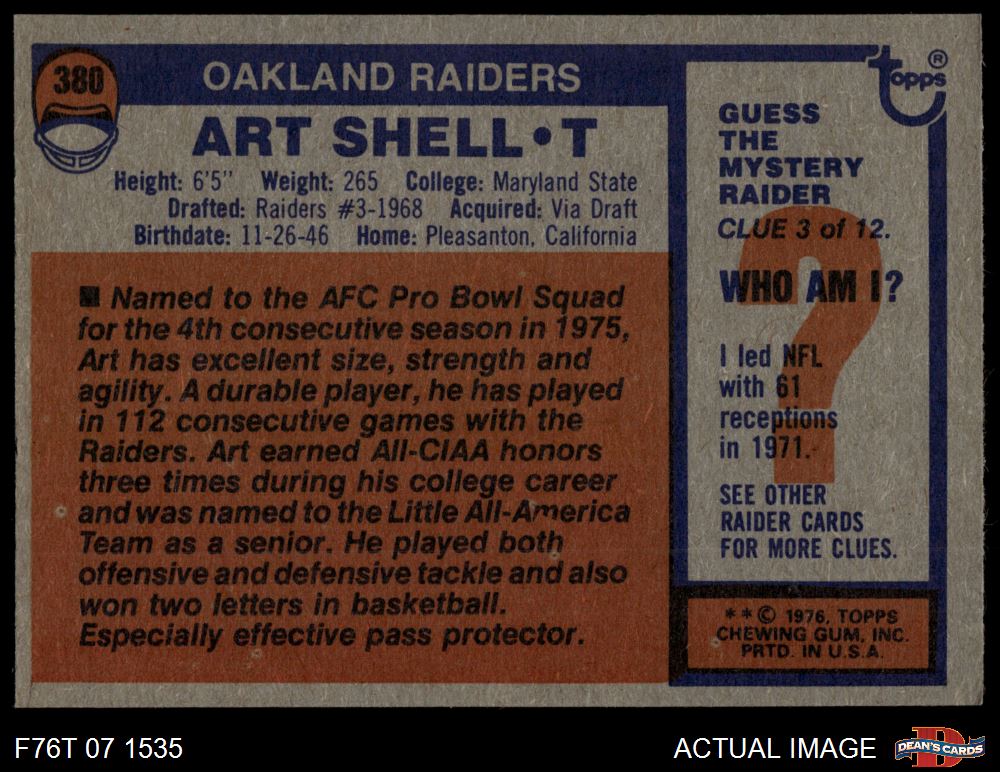 380
OAKLAND RAIDERS
ART SHELL•T
Height: 6'5" Weight: 265 College: Maryland State
Drafted: Raiders #3-1968 Acquired: Via Draft
Birthdate: 11-26-46 Home: Pleasanton, California
■ Named to the AFC Pro Bowl Squad
for the 4th consecutive season in 1975,
Art has excellent size, strength and
agility. A durable player, he has played
in 112 consecutive games with the
Raiders. Art earned All-CIAA honors
three times during his college career
and was named to the Little All-America
Team as a senior. He played both
offensive and defensive tackle and also
won two letters in basketball.
Especially effective pass protector.
topps ®
GUESS
THE
MYSTERY
RAIDER
CLUE 3 of 12.
WHO AM I?
?
I led NFL
with 61
receptions
in 1971.
SEE OTHER
RAIDER CARDS
FOR MORE CLUES.
**© 1976, TOPPS
CHEWING GUM, INC.
PRTD. IN U.S.A.
F76T 07 1535
ACTUAL IMAGE
D
DEAN'S CARDS